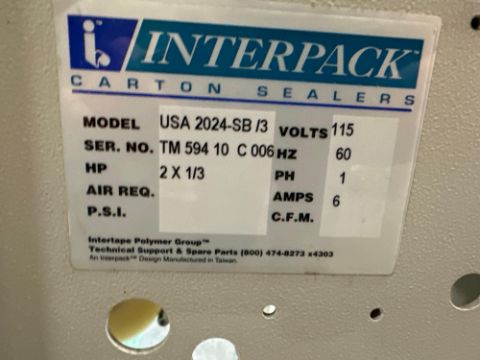 i. INTERPACK™
CARTON SEALERS
MODEL USA 2024-SB /3 VOLTS 115
SER. NO. TM 594 10 C 006 HZ 60
HP 2 X 1/3 PH 1
AIR REQ. AMPS 6
P.S.I. C.F.M.
Intertape Polymer Group™
Technical Support & Spare Parts (800) 474-8273 x4303
An Interpack™ Design Manufactured in Taiwan.